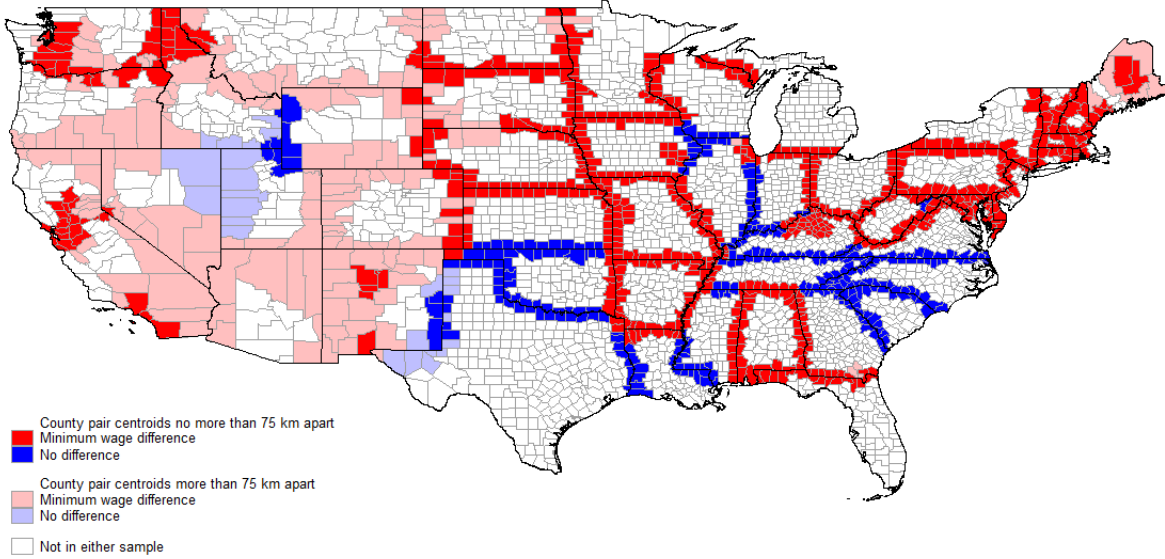 County pair centroids no more than 75 km apart
Minimum wage difference
No difference
County pair centroids more than 75 km apart
Minimum wage difference
No difference
Not in either sample